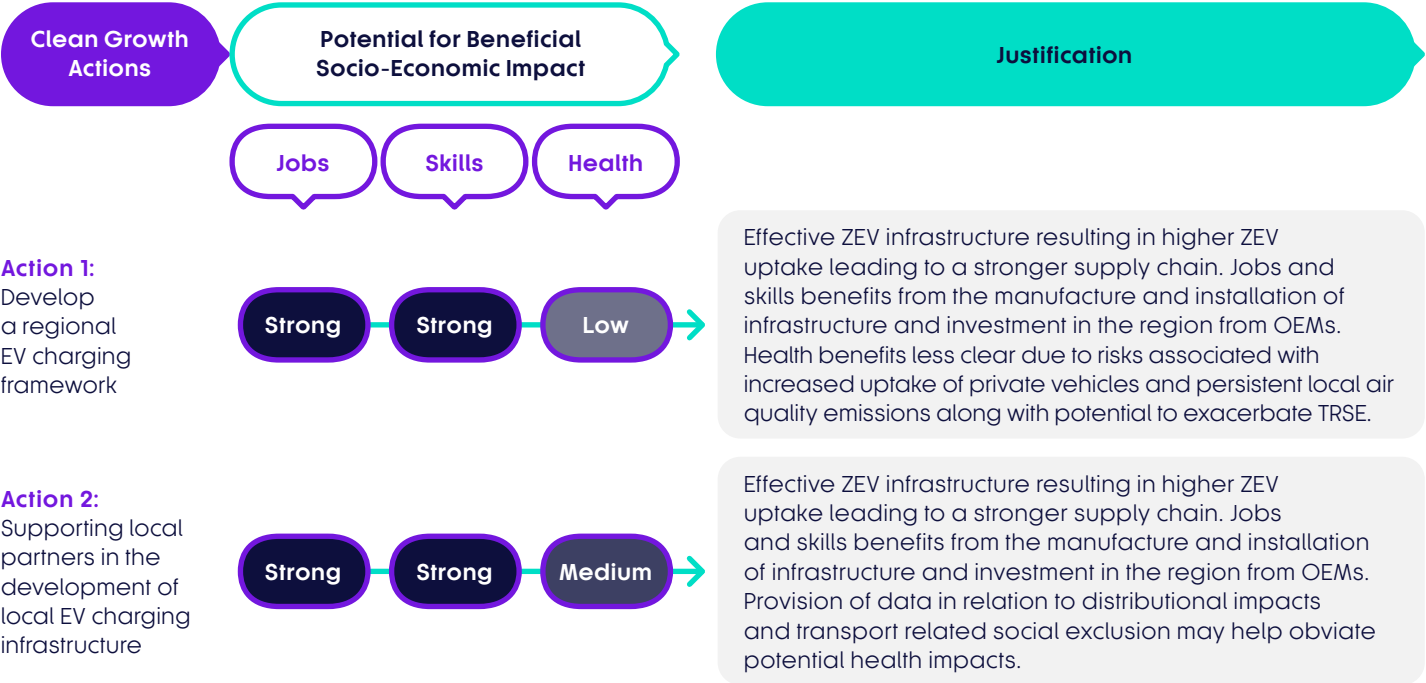 Clean Growth
Actions
Potential for Beneficial
Socio-Economic Impact
Justification
Jobs
Skills
Health
Action 1:
Develop
a regional
EV charging
framework
Strong
Strong
Low
Effective ZEV infrastructure resulting in higher ZEV
uptake leading to a stronger supply chain. Jobs and
skills benefits from the manufacture and installation of
infrastructure and investment in the region from OEMs.
Health benefits less clear due to risks associated with
increased uptake of private vehicles and persistent local air
quality emissions along with potential to exacerbate TRSE.
Action 2:
Supporting local
partners in the
development of
local EV charging
infrastructure
Strong
Strong
Medium
Effective ZEV infrastructure resulting in higher ZEV
uptake leading to a stronger supply chain. Jobs
and skills benefits from the manufacture and installation
of infrastructure and investment in the region from OEMs.
Provision of data in relation to distributional impacts
and transport related social exclusion may help obviate
potential health impacts.